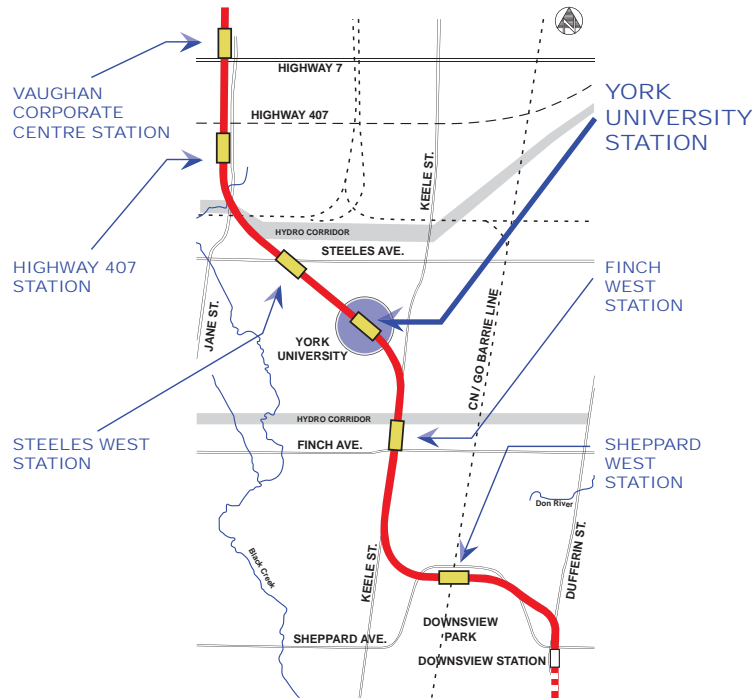 HIGHWAY 7
VAUGHAN
CORPORATE
CENTRE STATION
HIGHWAY 407
YORK
UNIVERSITY
STATION
KEELE ST.
HYDRO CORRIDOR
STEELES AVE.
HIGHWAY 407
STATION
FINCH
WEST
STATION
JANE ST.
CN / GO BARRIE LINE
YORK
UNIVERSITY
HYDRO CORRIDOR
FINCH AVE.
STEELES WEST
STATION
SHEPPARD
WEST
STATION
Don River
DUFFERIN ST.
Black Creek
KEELE ST.
DOWNSVIEW
PARK
SHEPPARD AVE.
DOWNSVIEW STATION